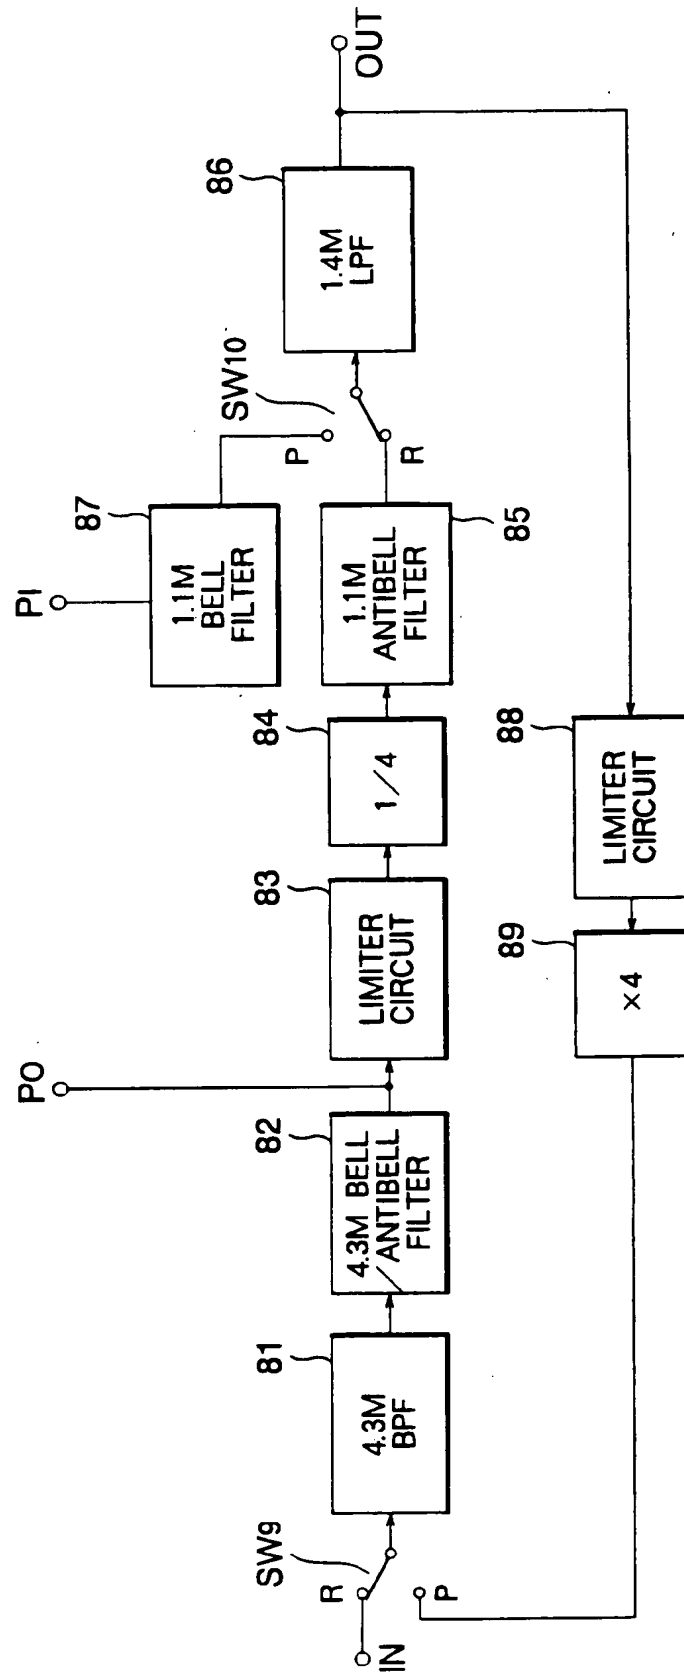 IN
R
P
SW9
81
4.3M
BPF
82
4.3M BELL
/ANTIBELL
FILTER
PO
83
LIMITER
CIRCUIT
84
1/4
85
1.1M
ANTIBELL
FILTER
PI
87
1.1M
BELL
FILTER
P
R
SW10
86
1.4M
LPF
OUT
88
LIMITER
CIRCUIT
89
×4